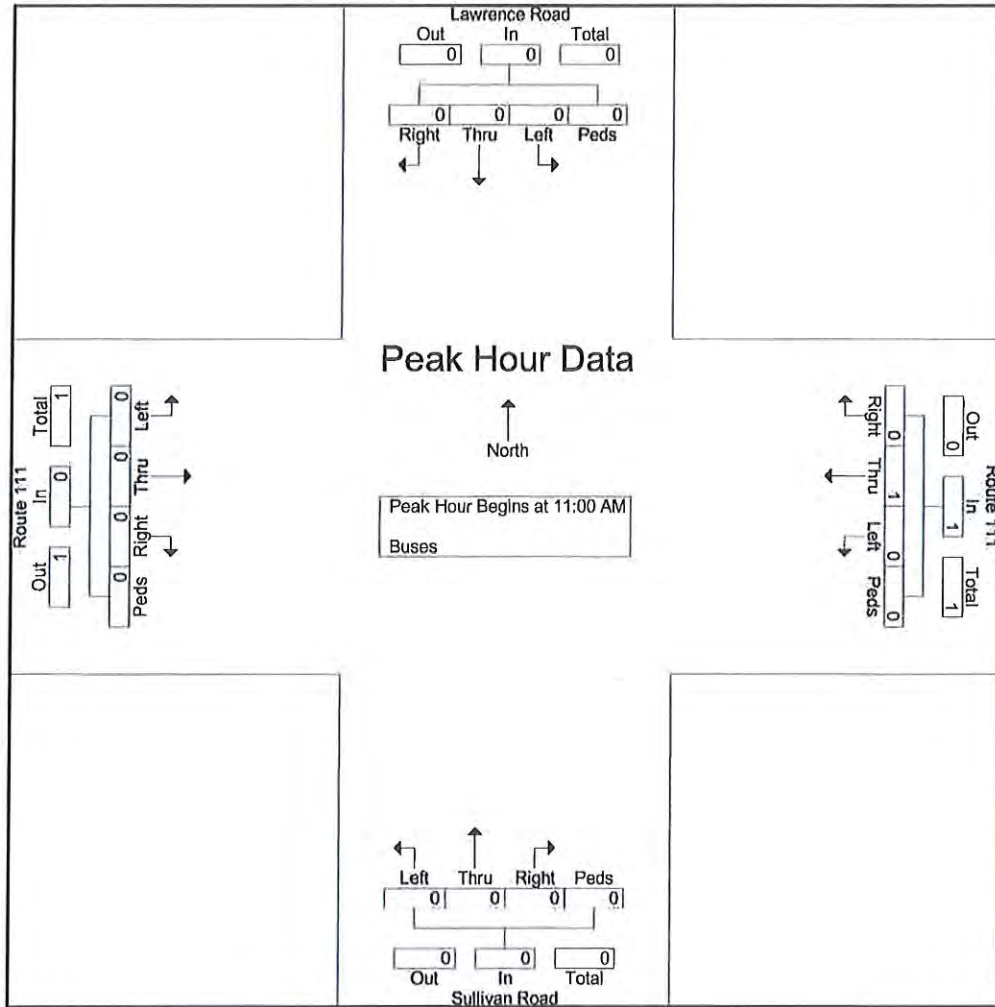 Lawrence Road
Out In Total
0 0 0
0 0 0 0
Right Thru Left Peds
Peak Hour Data
North
Peak Hour Begins at 11:00 AM
Buses
Route 111
Total In Out
1 0 1
0 0 0 0
Left Thru Right Peds
Right Thru Left Peds
0 1 0 0
Out In Total
0 1 1
Route 111
Left Thru Right Peds
0 0 0 0
0 0 0
Out In Total
Sullivan Road